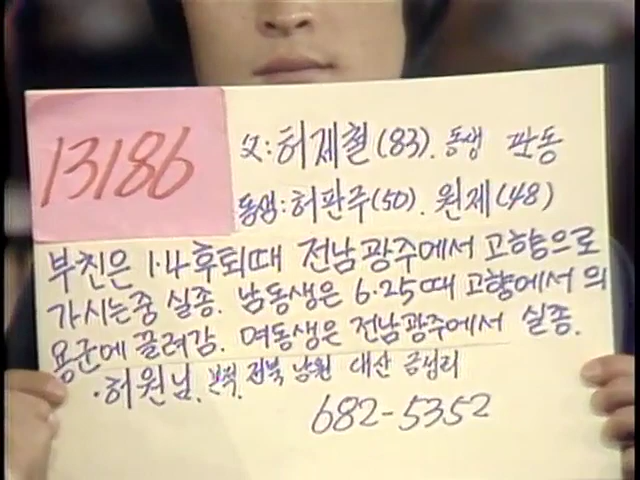 13186
父:허제철(83). 동생 판동
동생:허판주(50). 원제(48)
부친은 1·4후퇴때 전남광주에서 고향으로
가시는중 실종. 남동생은 6·25때 고향에서 의
용군에 끌려감. 여동생은 전남광주에서 실종.
·허원님. 본적. 전북 남원 대산 금성리
682-5352